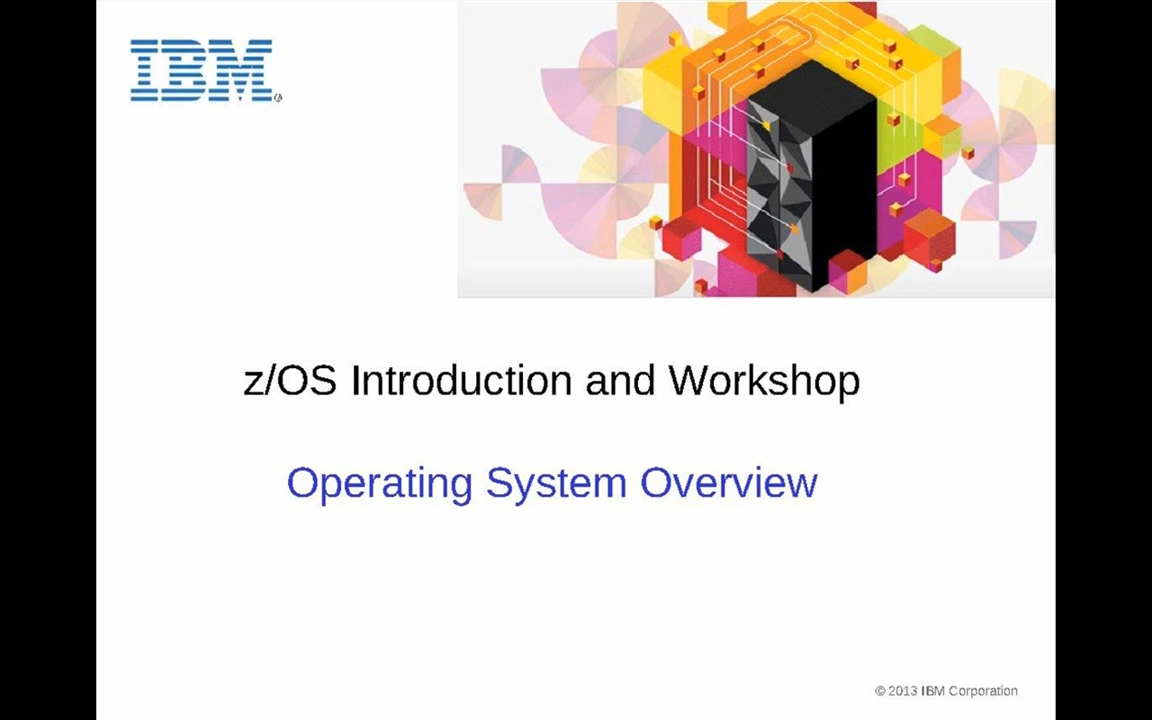 IBM®
z/OS Introduction and Workshop
Operating System Overview
© 2013 IBM Corporation